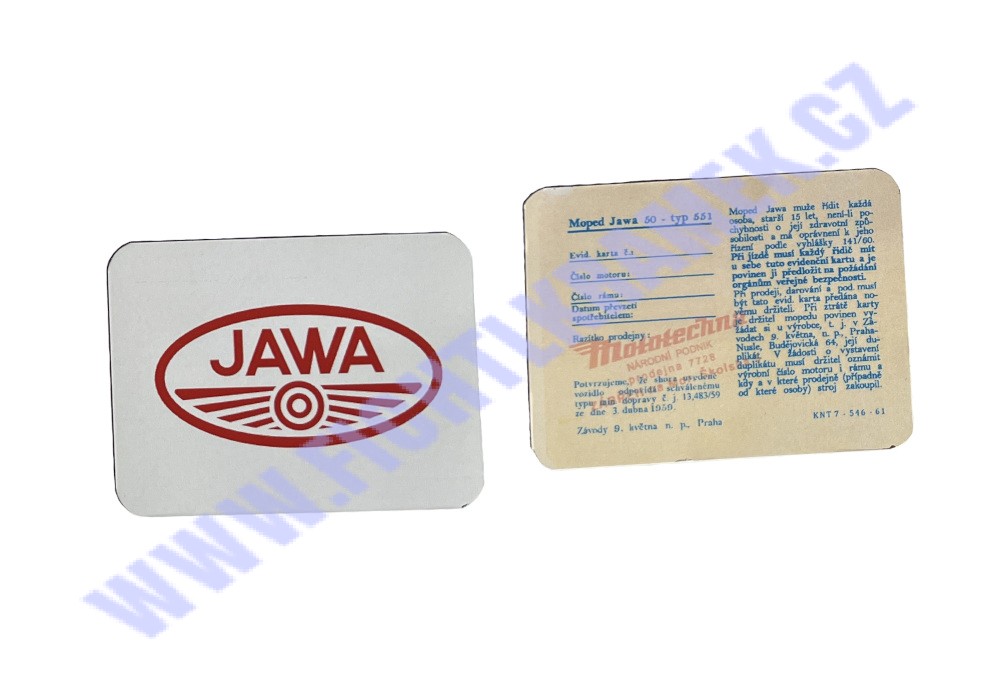 JAWA
Moped Jawa 50 - typ 551
Evid. karta č.:
Číslo motoru:
Číslo rámu:
Datum převzetí
spotřebitelem:
Razítko prodejny:
Mototechna
NÁRODNÍ PODNIK
prodejna 7728
Školská
Potvrzujeme, že shora uvedené
vozidlo odpovídá schválenému
typu min. dopravy č. j. 13,483/59
ze dne 3. dubna 1959.
Závody 9. května n. p., Praha
Moped Jawa muže řídit každá
osoba, starší 15 let, není-li po-
chybnosti o její zdravotní způ-
sobilosti a má oprávnění k jeho
řízení podle vyhlášky 141/60.
Při jízdě musí každý řidič mít
u sebe tuto evidenční kartu a je
povinen ji předložit na požádání
orgánům veřejné bezpečnosti.
Při prodeji, darování a pod. musí
být tato evid. karta předána no-
vému držiteli. Při ztrátě karty
je držitel mopedu povinen vy-
žádat si u výrobce, t. j. v Zá-
vodech 9. května, n. p., Praha-
Nusle, Budějovická 64, její du-
plikát. V žádosti o vystavení
duplikátu musí držitel oznámit
výrobní číslo motoru i rámu a
kdy a v které prodejně (případně
od které osoby) stroj zakoupil.
KNT 7 - 546 - 61
WWW.FICHTLVANEK.CZ